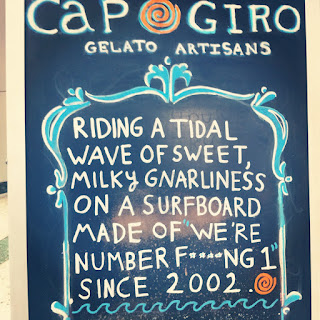 CAPOGIRO
GELATO ARTISANS
RIDING A TIDAL
WAVE OF SWEET,
MILKY GNARLINESS
ON A SURFBOARD
MADE OF "WE'RE
NUMBER F***NG 1"
SINCE 2002.